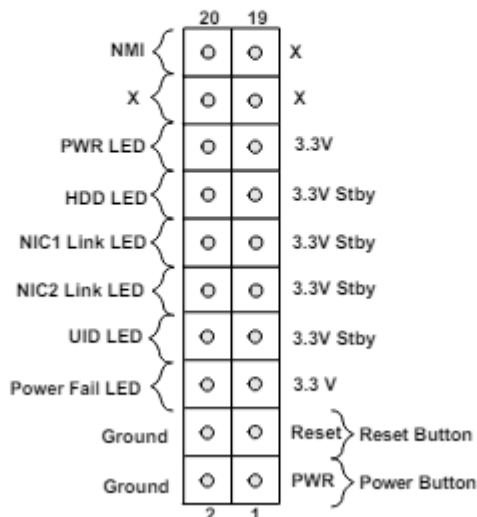 20 19
NMI X
X X
PWR LED 3.3V
HDD LED 3.3V Stby
NIC1 Link LED 3.3V Stby
NIC2 Link LED 3.3V Stby
UID LED 3.3V Stby
Power Fail LED 3.3 V
Ground Reset Reset Button
Ground PWR Power Button
2 1